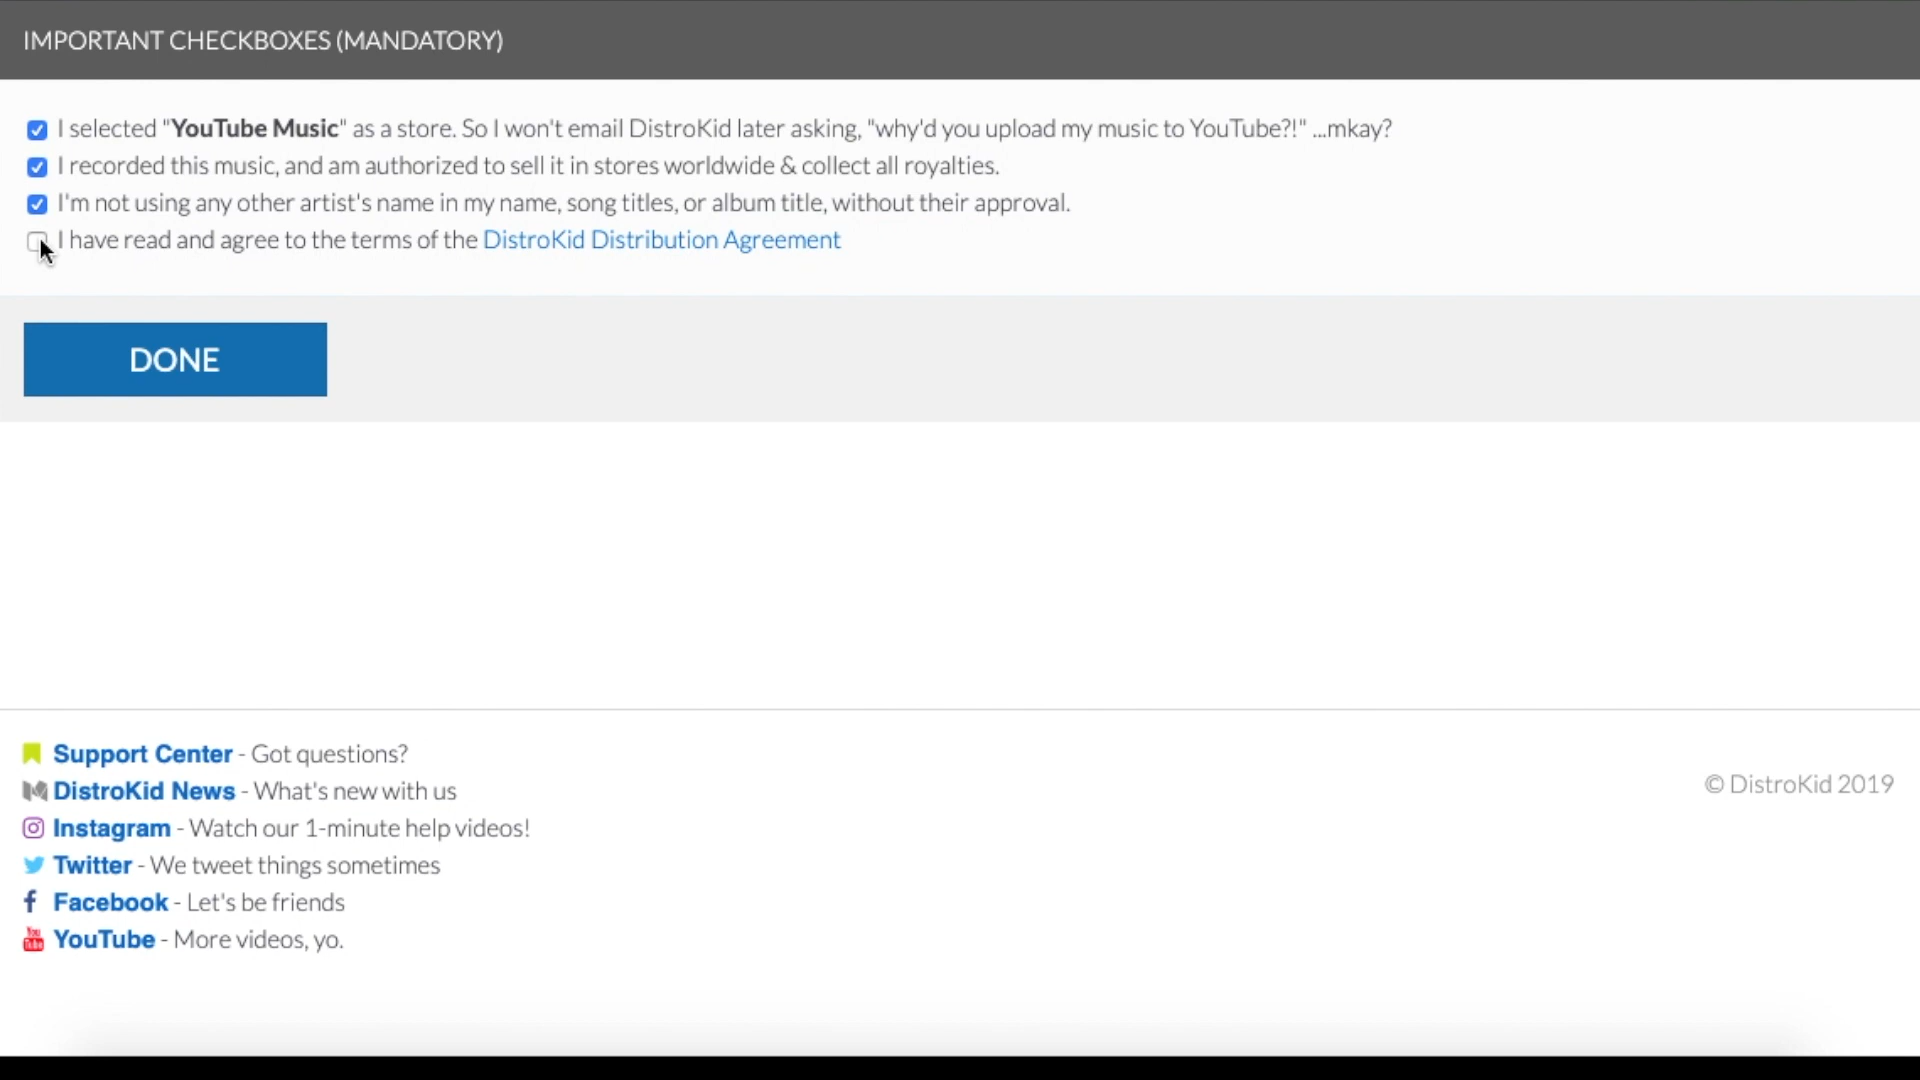 IMPORTANT CHECKBOXES (MANDATORY)
I selected "YouTube Music" as a store. So I won't email DistroKid later asking, "why'd you upload my music to YouTube?!" ...mkay?
I recorded this music, and am authorized to sell it in stores worldwide & collect all royalties.
I'm not using any other artist's name in my name, song titles, or album title, without their approval.
I have read and agree to the terms of the DistroKid Distribution Agreement
DONE
Support Center - Got questions?
DistroKid News - What's new with us
© DistroKid 2019
Instagram - Watch our 1-minute help videos!
Twitter - We tweet things sometimes
Facebook - Let's be friends
YouTube - More videos, yo.